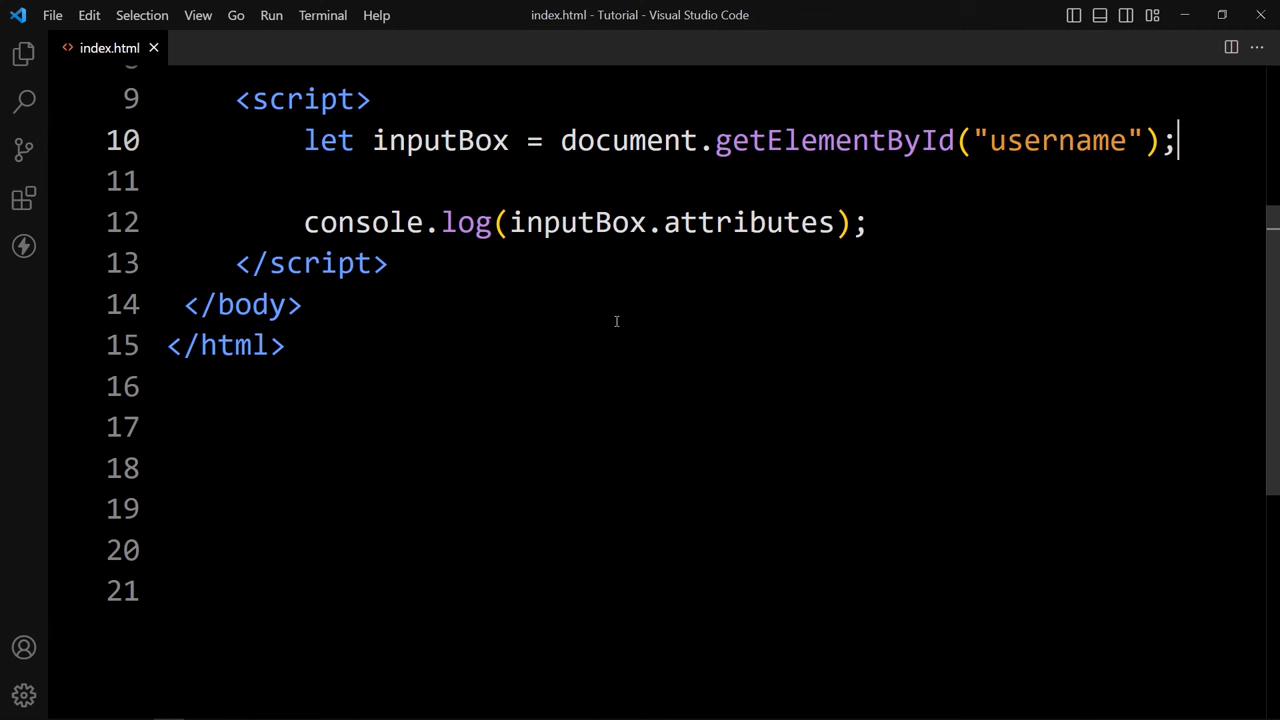 File Edit Selection View Go Run Terminal Help
index.html - Tutorial - Visual Studio Code
<> index.html
9 <script>
10 let inputBox = document.getElementById("username");
11
12 console.log(inputBox.attributes);
13 </script>
14 </body>
15 </html>
16
17
18
19
20
21